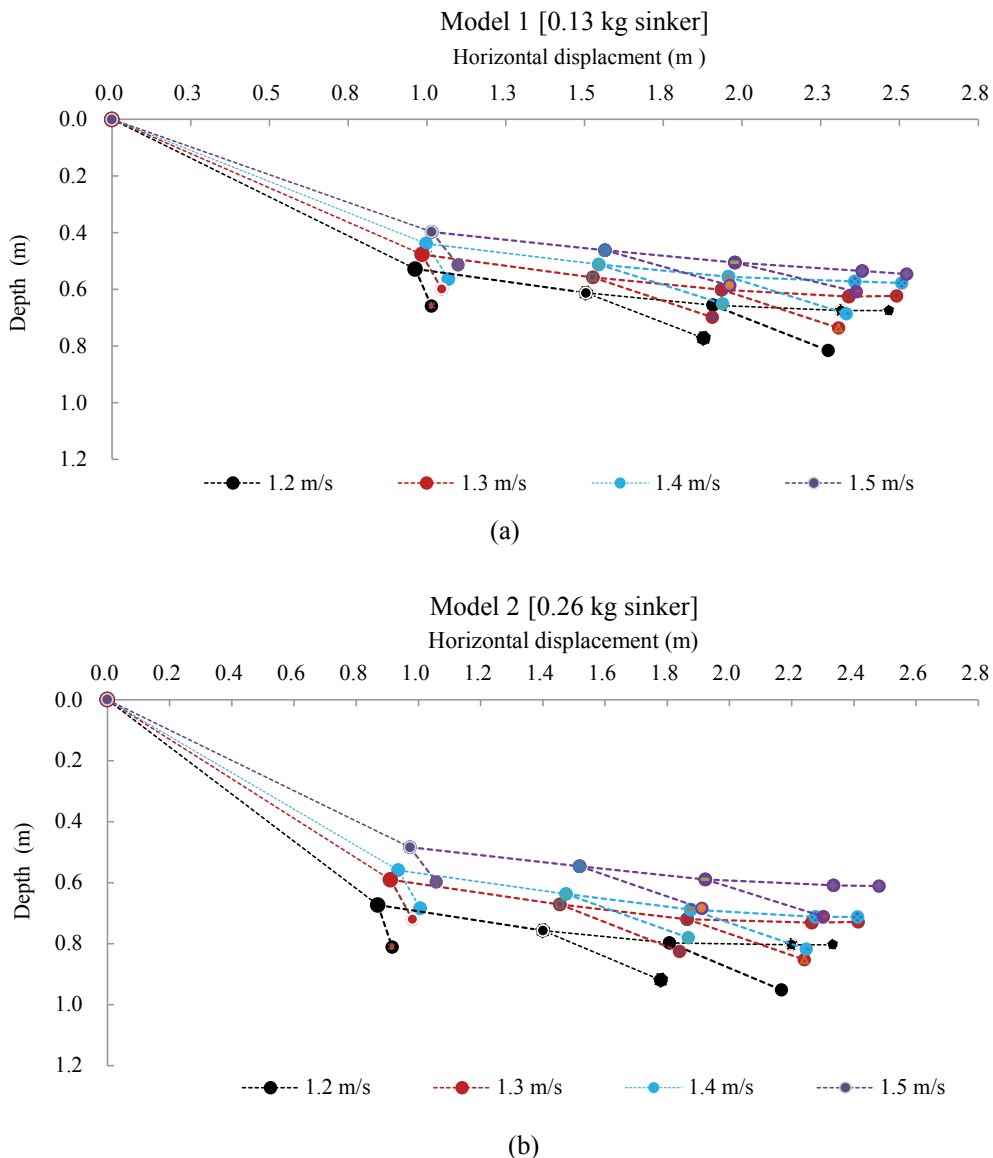 Model 1 [0.13 kg sinker]
Horizontal displacment (m )
0.0 0.3 0.5 0.8 1.0 1.3 1.5 1.8 2.0 2.3 2.5 2.8
0.0
0.2
0.4
0.6
0.8
1.0
1.2
Depth (m)
1.2 m/s 1.3 m/s 1.4 m/s 1.5 m/s
(a)
Model 2 [0.26 kg sinker]
Horizontal displacement (m)
0.0 0.2 0.4 0.6 0.8 1.0 1.2 1.4 1.6 1.8 2.0 2.2 2.4 2.6 2.8
0.0
0.2
0.4
0.6
0.8
1.0
1.2
Depth (m)
1.2 m/s 1.3 m/s 1.4 m/s 1.5 m/s
(b)